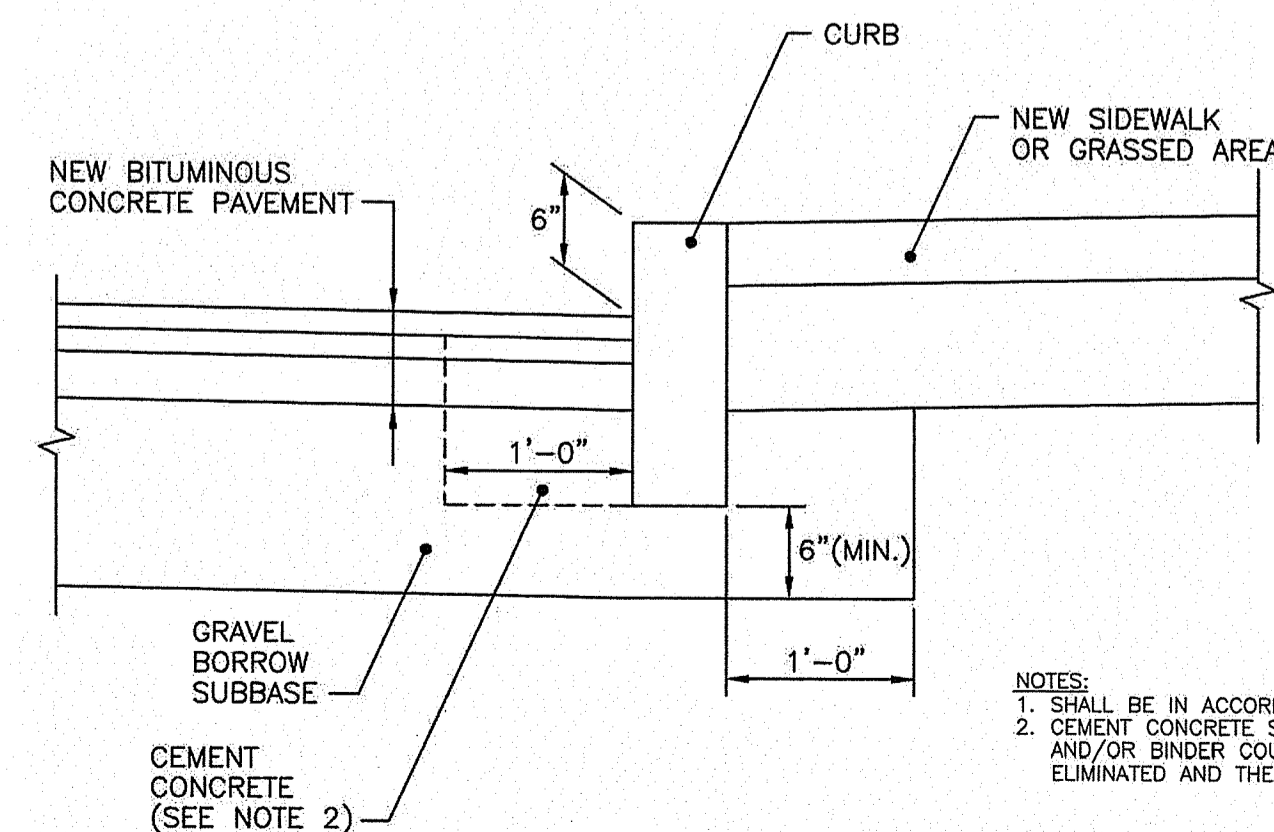 CURB
NEW SIDEWALK
OR GRASSED AREA
NEW BITUMINOUS
CONCRETE PAVEMENT
6"
1'-0"
6"(MIN.)
GRAVEL
BORROW
SUBBASE
1'-0"
CEMENT
CONCRETE
(SEE NOTE 2)
NOTES:
1. SHALL BE IN
2. CEMENT CONCRETE
AND/OR BINDER
ELIMINATED AND THE